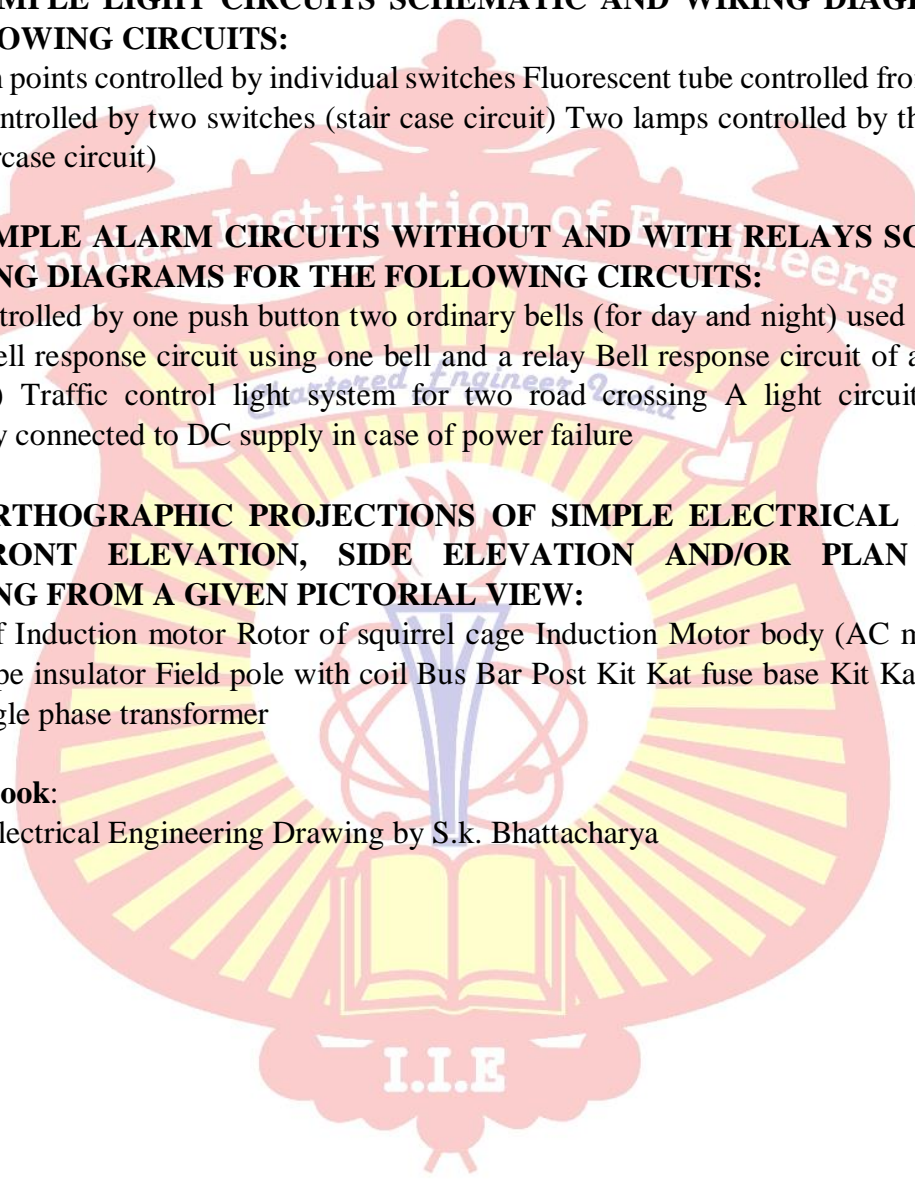 MPLE LIGHT CIRCUITS SCHEMATIC AND WIRING DIAG
OWING CIRCUITS:
n points controlled by individual switches Fluorescent tube controlled fro
ntrolled by two switches (stair case circuit) Two lamps controlled by th
rcase circuit)
Indian Institution of Engineers
MPLE ALARM CIRCUITS WITHOUT AND WITH RELAYS SC
NG DIAGRAMS FOR THE FOLLOWING CIRCUITS:
trolled by one push button two ordinary bells (for day and night) used
ell response circuit using one bell and a relay Bell response circuit of a
Chartered Engineer India
) Traffic control light system for two road crossing A light circuit
y connected to DC supply in case of power failure
RTHOGRAPHIC PROJECTIONS OF SIMPLE ELECTRICAL
RONT ELEVATION, SIDE ELEVATION AND/OR PLAN
NG FROM A GIVEN PICTORIAL VIEW:
f Induction motor Rotor of squirrel cage Induction Motor body (AC m
pe insulator Field pole with coil Bus Bar Post Kit Kat fuse base Kit Ka
gle phase transformer
ook:
lectrical Engineering Drawing by S.k. Bhattacharya
I.I.E